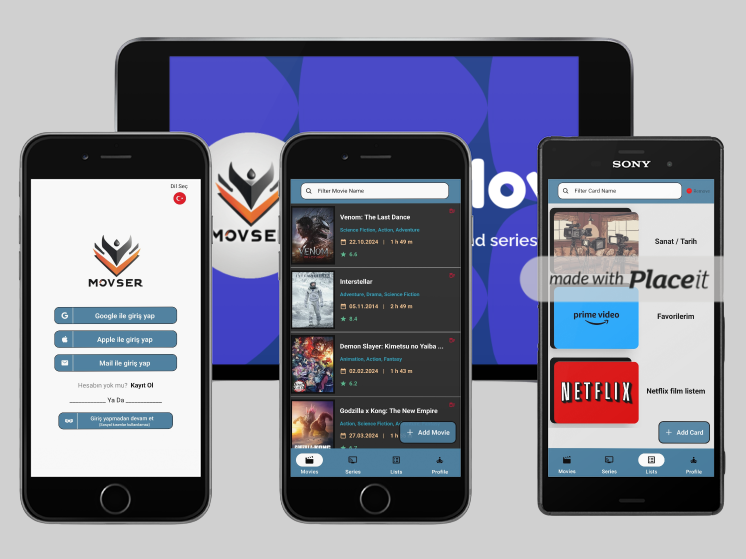 Mov
MOVSER
nd series
Dil Seç
MOVSER
Google ile giriş yap
Apple ile giriş yap
Mail ile giriş yap
Hesabın yok mu? Kayıt Ol
Ya Da
Giriş yapmadan devam et
(Sosyal kısımlar kullanılamaz)
Filter Movie Name
Venom: The Last Dance
Science Fiction, Action, Adventure
22.10.2024 | 1 h 49 m
6.6
VENOM
Interstellar
Adventure, Drama, Science Fiction
05.11.2014 | 2 h 49 m
8.4
Demon Slayer: Kimetsu no Yaiba ...
Animation, Action, Fantasy
02.02.2024 | 1 h 43 m
6.2
Godzilla x Kong: The New Empire
Action, Science Fiction,
27.03.2024 | 1 h
+ Add Movie
Movies
Series
Lists
Profile
SONY
Filter Card Name
Sanat / Tarih
made with Placeit
prime video
Favorilerim
NETFLIX
Netflix film listem
+ Add Card
Movies
Series
Lists
Profile